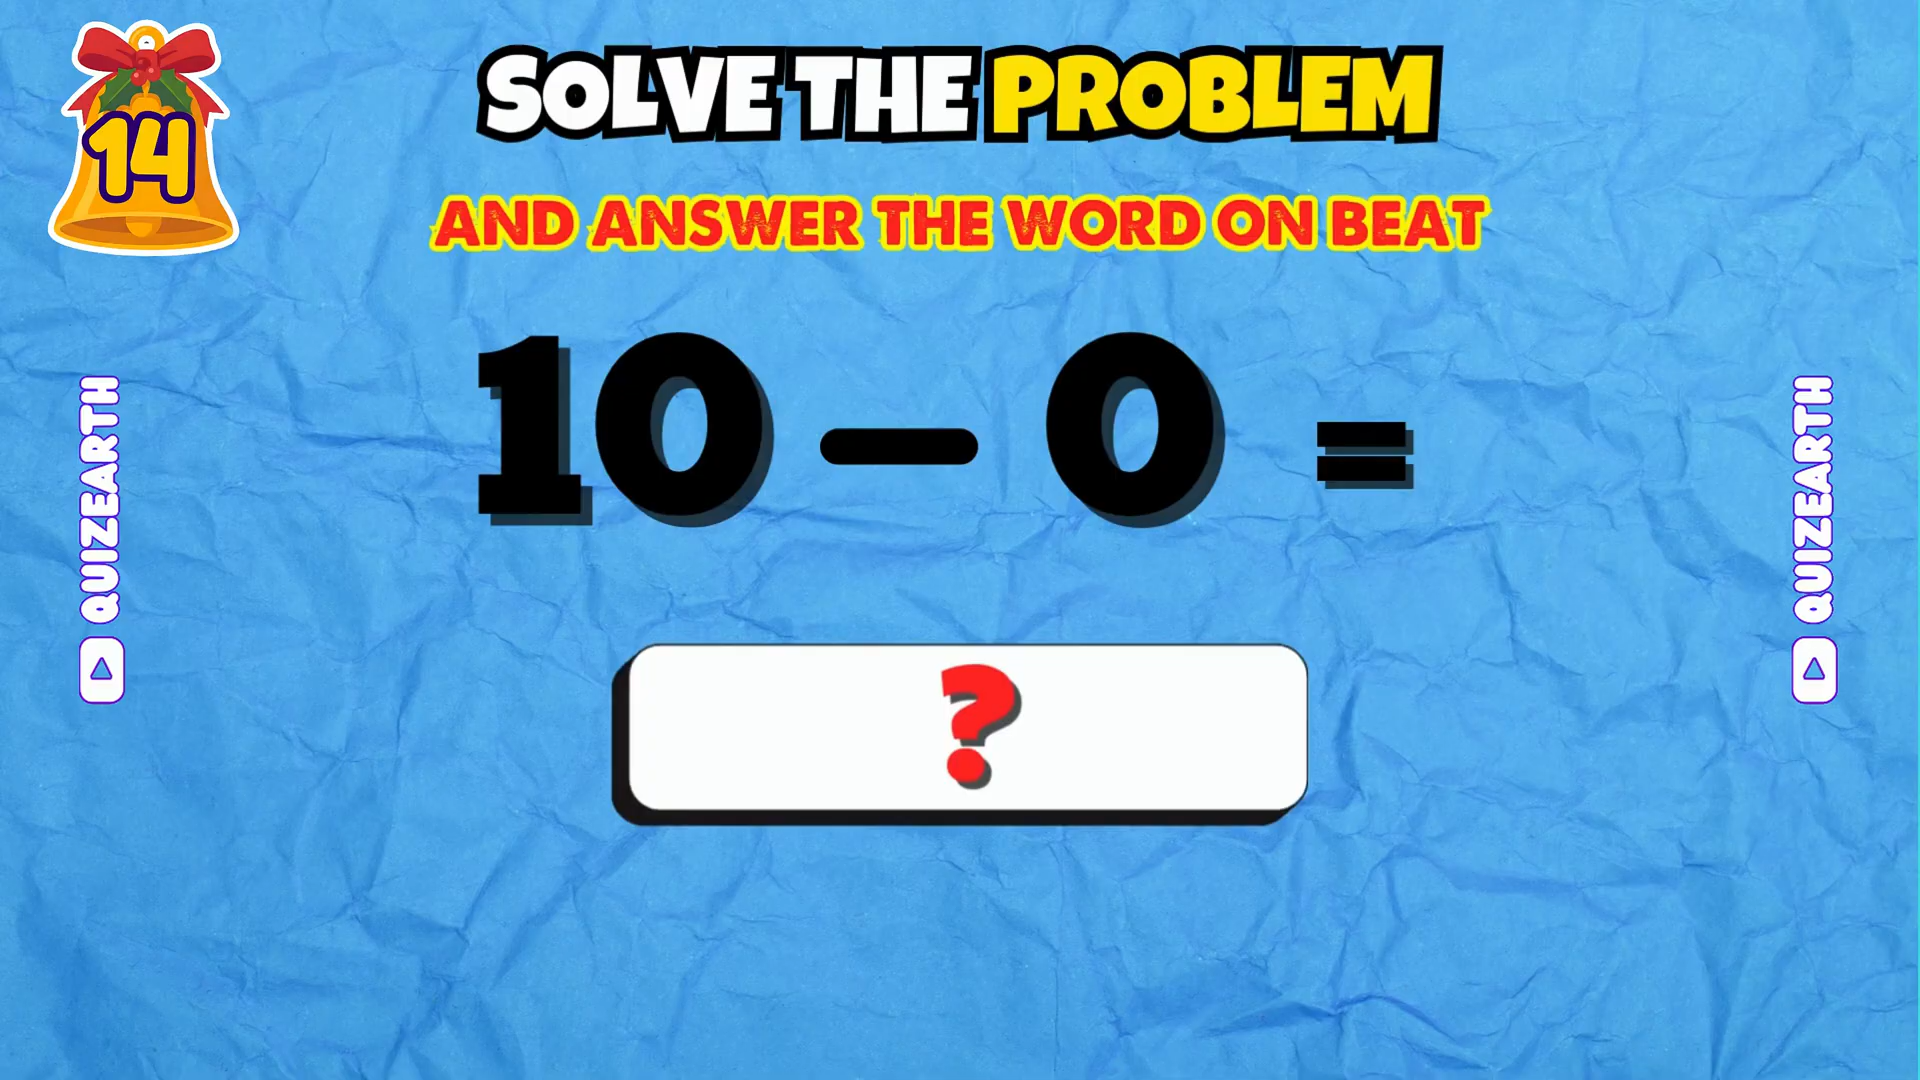 14
SOLVE THE PROBLEM
AND ANSWER THE WORD ON BEAT
10 – 0 =
?
QUIZEARTH
QUIZEARTH